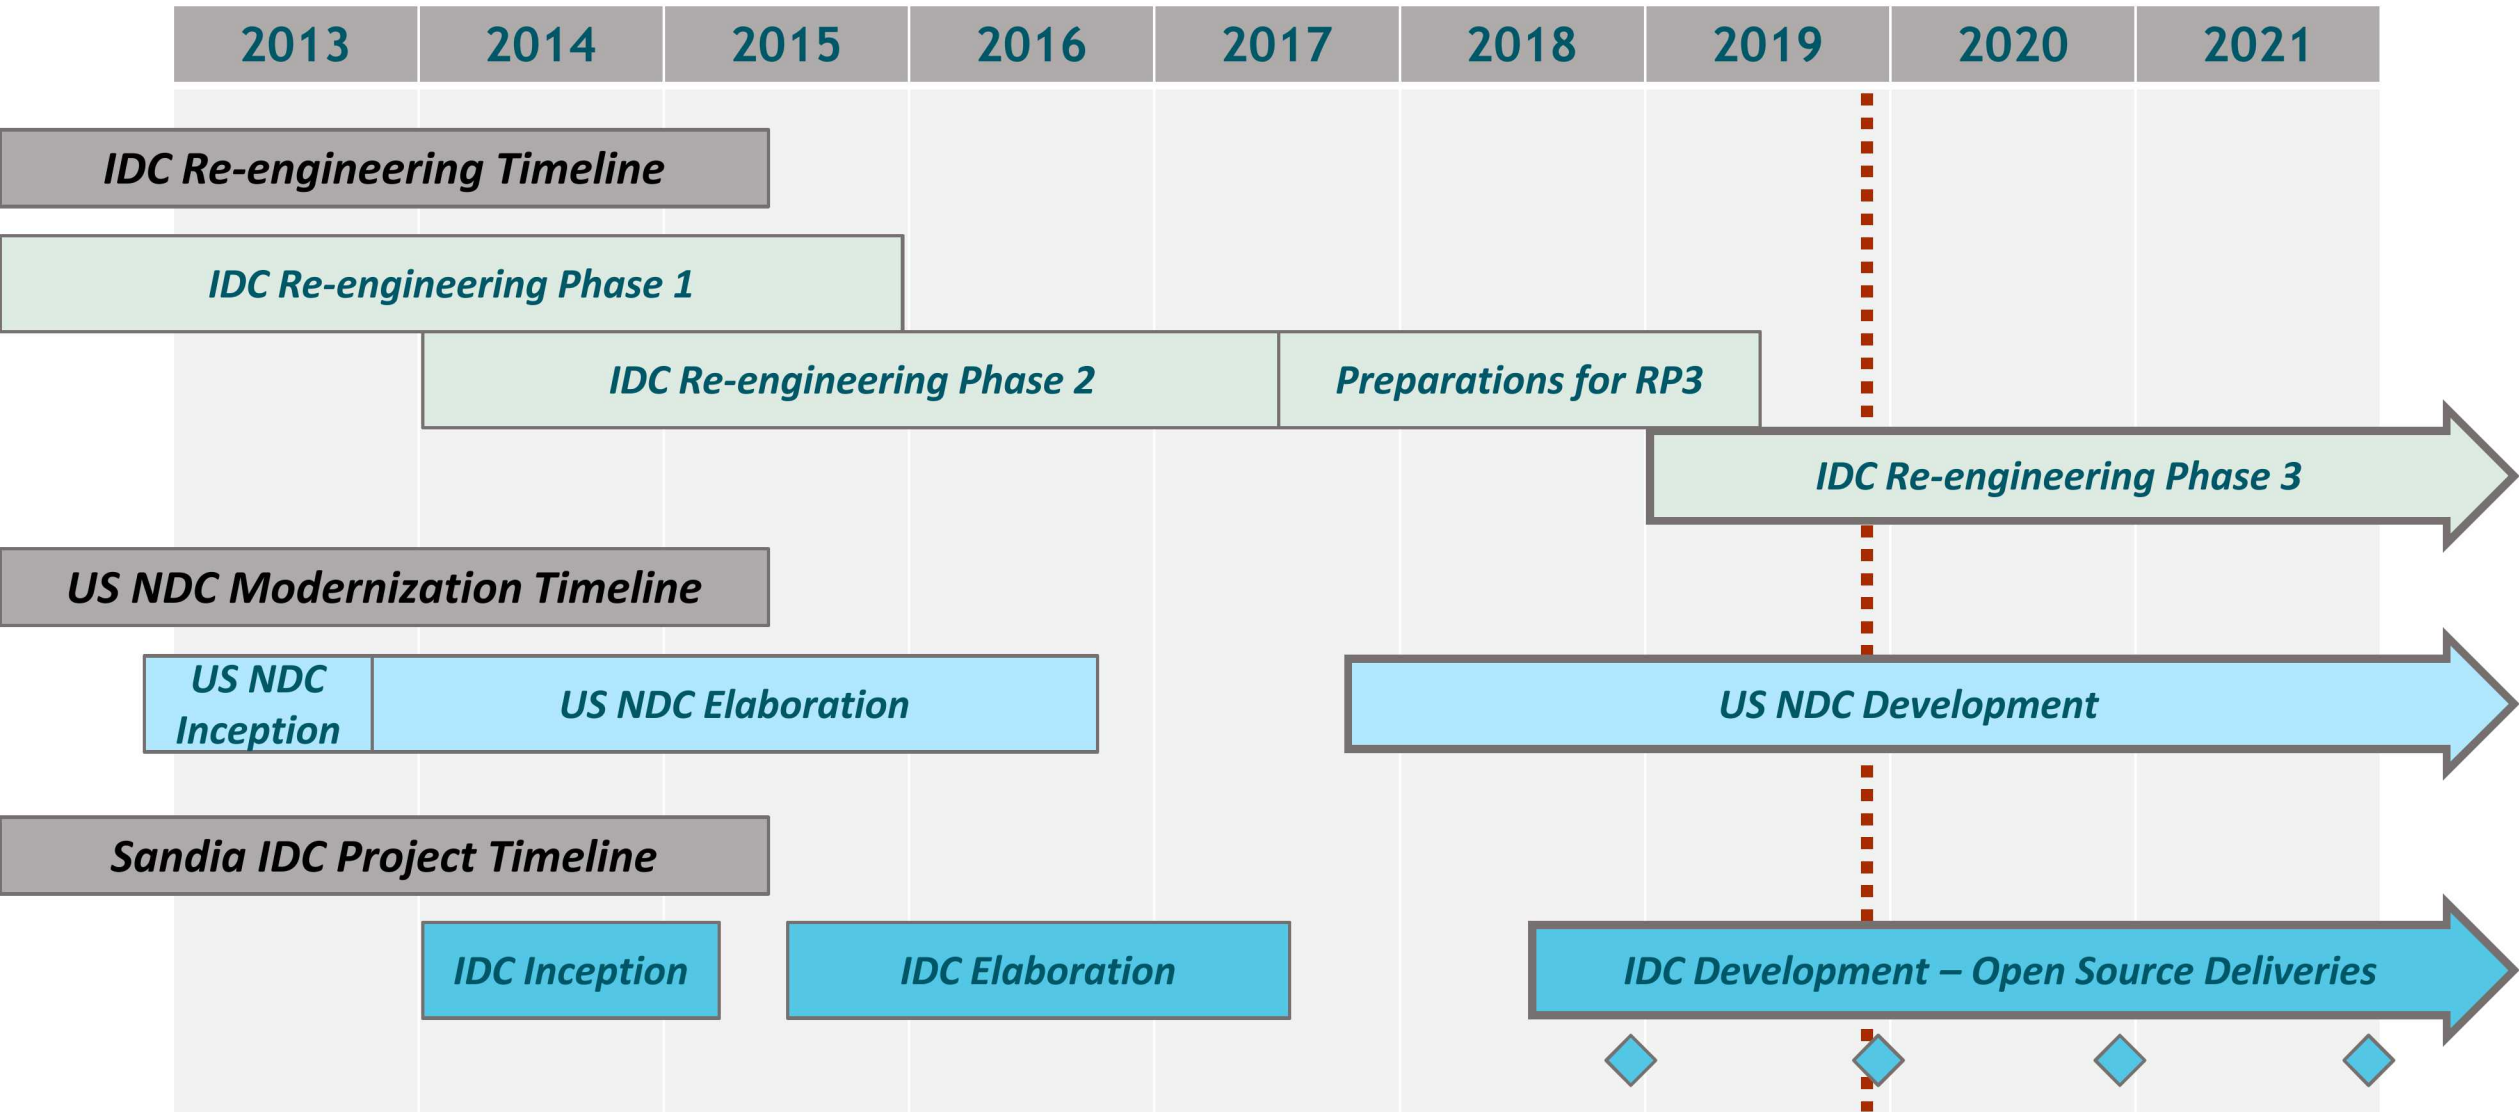 2013 2014 2015 2016 2017 2018 2019 2020 2021
IDC Re-engineering Timeline
IDC Re-engineering Phase 1
IDC Re-engineering Phase 2
Preparations for RP3
IDC Re-engineering Phase 3
US NDC Modernization Timeline
US NDC
Inception
US NDC Elaboration
US NDC Development
Sandia IDC Project Timeline
IDC Inception
IDC Elaboration
IDC Development – Open Source Deliveries